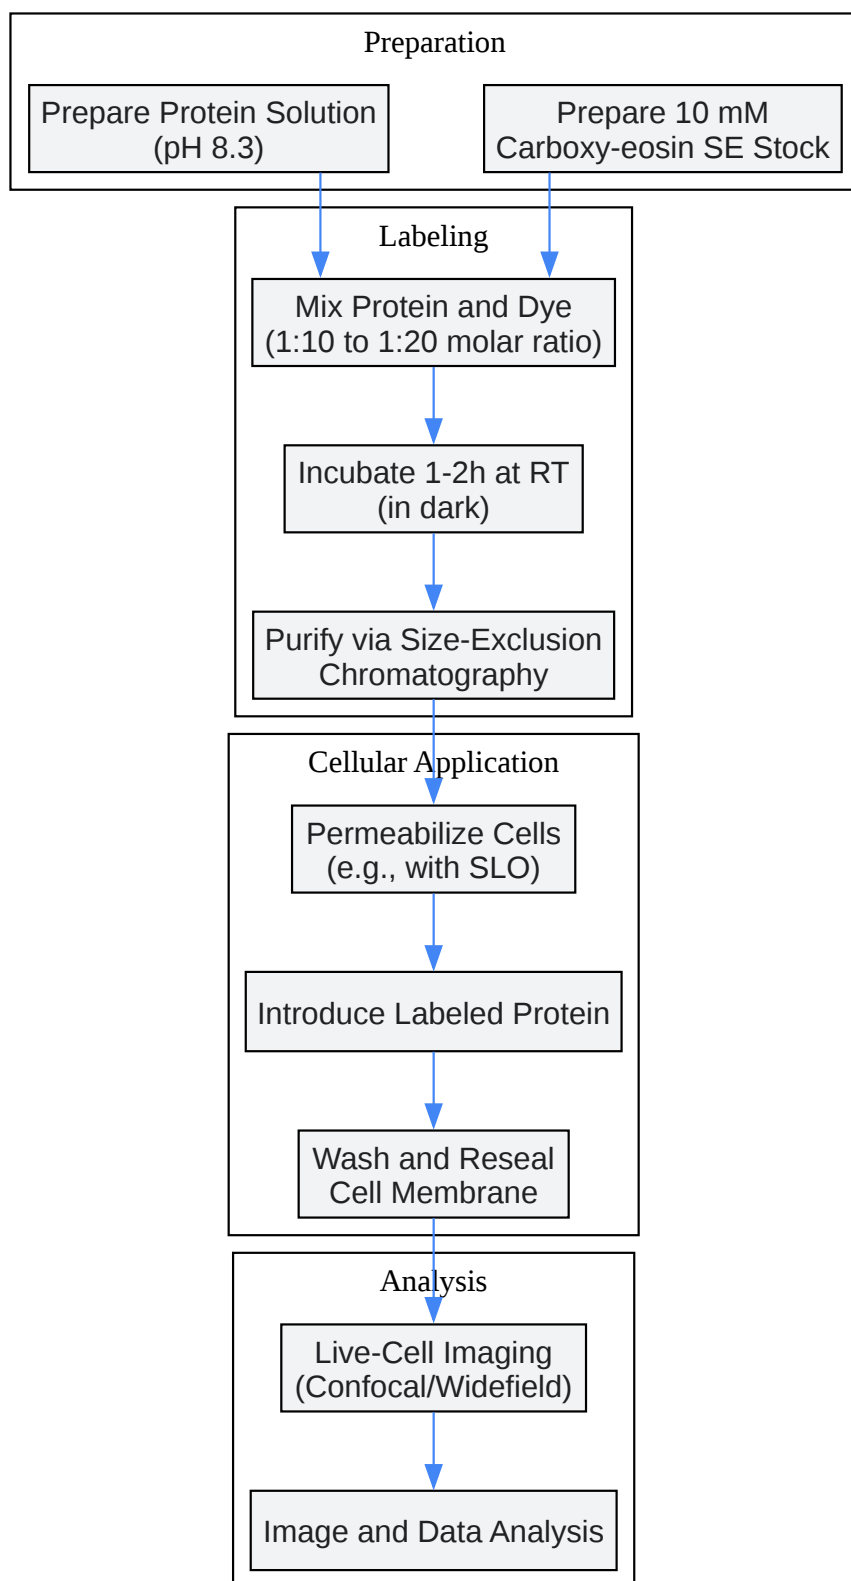 Preparation
Prepare Protein Solution
(pH 8.3)
Prepare 10 mM
Carboxy-eosin SE Stock
Labeling
Mix Protein and Dye
(1:10 to 1:20 molar ratio)
Incubate 1-2h at RT
(in dark)
Purify via Size-Exclusion
Chromatography
Cellular Application
Permeabilize Cells
(e.g., with SLO)
Introduce Labeled Protein
Wash and Reseal
Cell Membrane
Analysis
Live-Cell Imaging
(Confocal/Widefield)
Image and Data Analysis